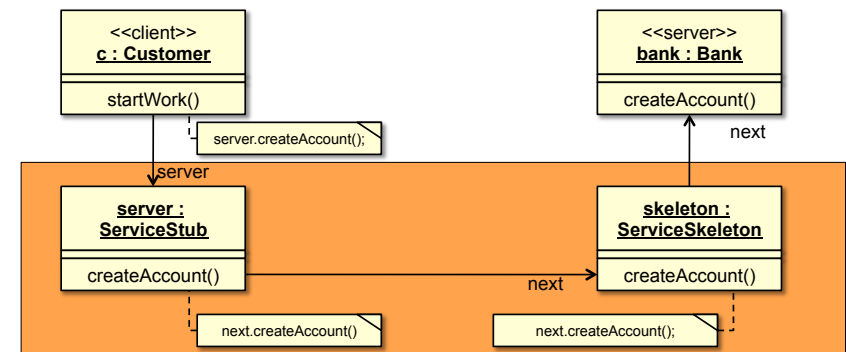 <<client>>
c : Customer
startWork()
server.createAccount();
<<server>>
bank : Bank
createAccount()
next
server
server :
ServiceStub
createAccount()
next.createAccount()
next
skeleton :
ServiceSkeleton
createAccount()
next.createAccount();